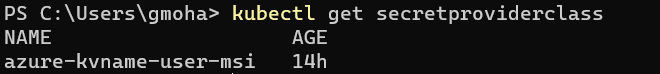 PS C:\Users\gmoha> kubectl get secretproviderclass
NAME                      AGE
azure-kvname-user-msi   14h